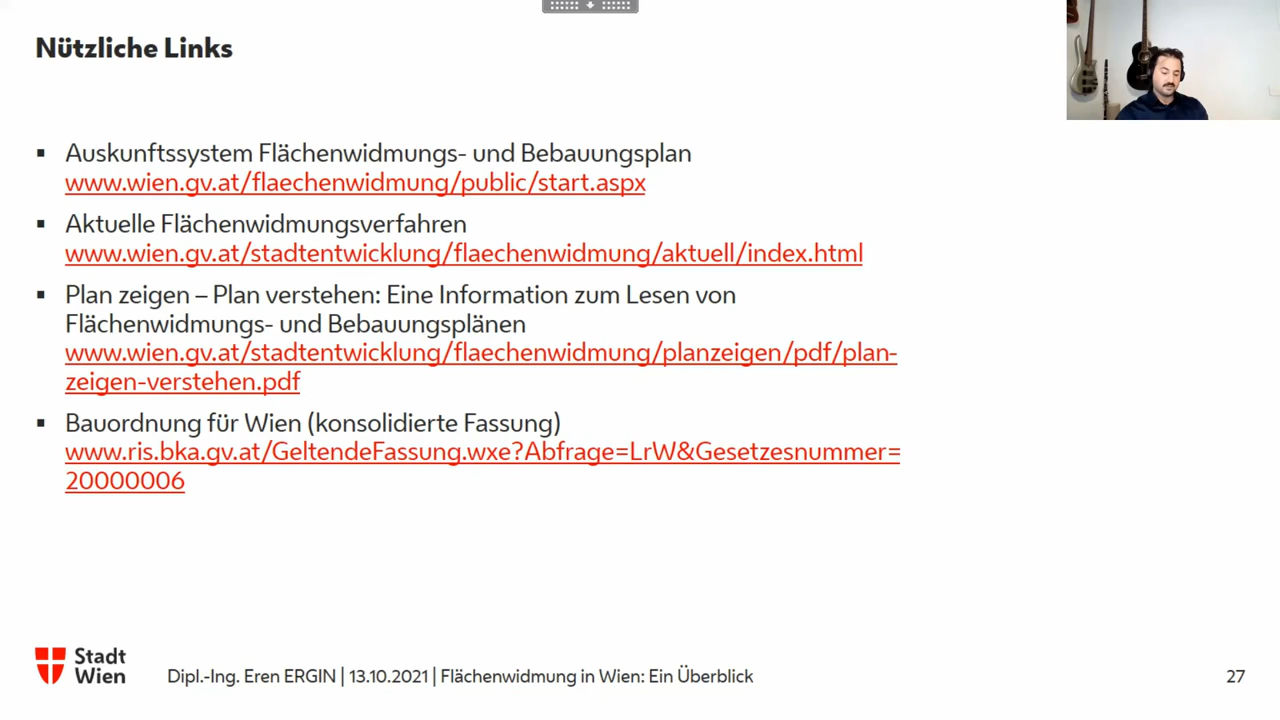 Nützliche Links
▪ Auskunftssystem Flächenwidmungs- und Bebauungsplan
www.wien.gv.at/flaechenwidmung/public/start.aspx
▪ Aktuelle Flächenwidmungsverfahren
www.wien.gv.at/stadtentwicklung/flaechenwidmung/aktuell/index.html
▪ Plan zeigen – Plan verstehen: Eine Information zum Lesen von
Flächenwidmungs- und Bebauungsplänen
www.wien.gv.at/stadtentwicklung/flaechenwidmung/planzeigen/pdf/plan-
zeigen-verstehen.pdf
▪ Bauordnung für Wien (konsolidierte Fassung)
www.ris.bka.gv.at/GeltendeFassung.wxe?Abfrage=LrW&Gesetzesnummer=
20000006
Stadt
Wien
Dipl.-Ing. Eren ERGIN | 13.10.2021 | Flächenwidmung in Wien: Ein Überblick
27